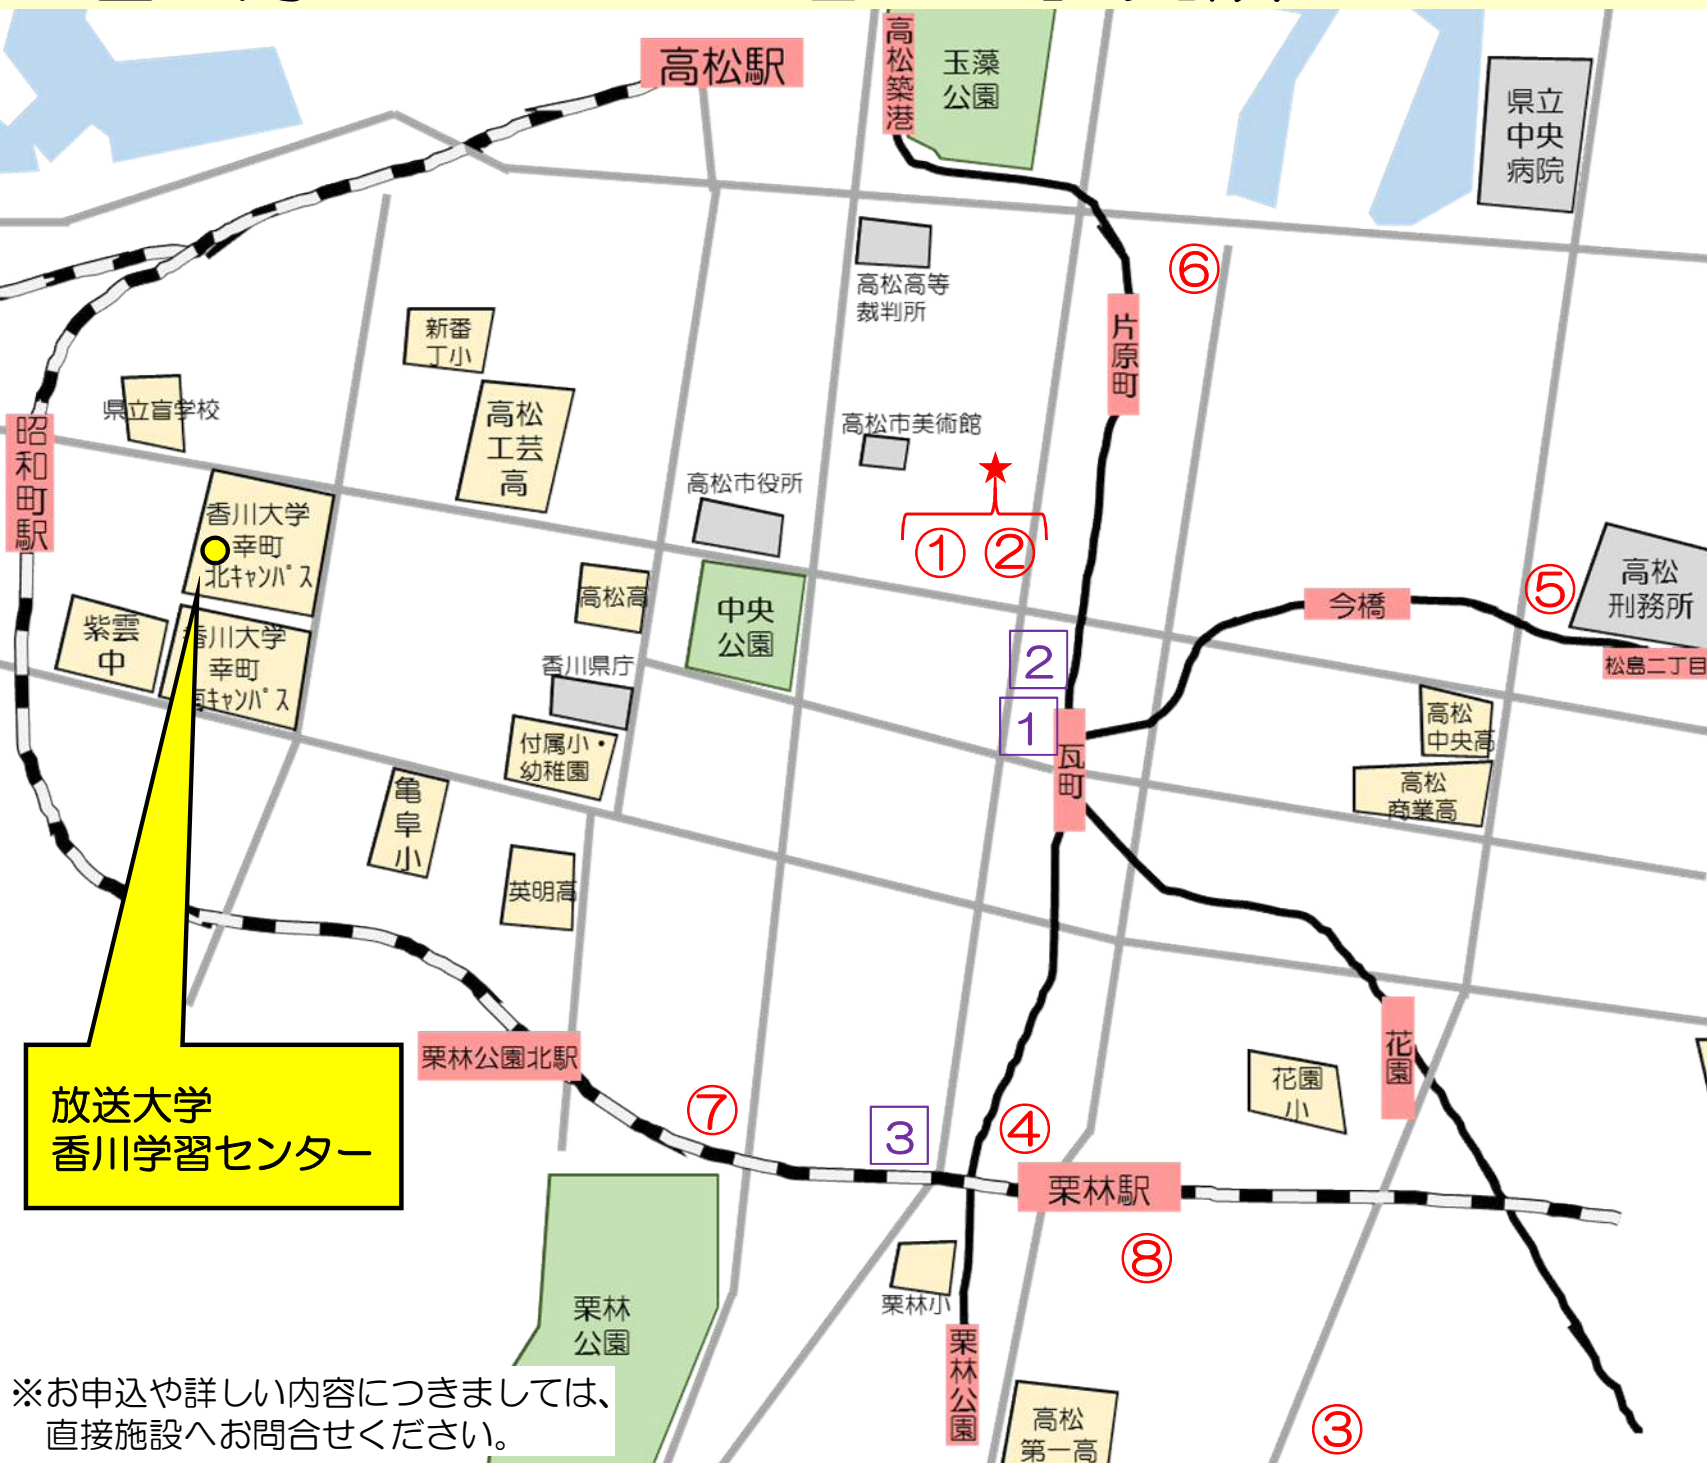 高松駅
高松築港
玉藻
公園
県立
中央
病院
高松高等
裁判所
⑥
片原町
新番
丁小
県立盲学校
高松
工芸
高
高松市美術館
★
① ②
高松市役所
昭和町駅
香川大学
幸町
北キャンパス
高松高
中央
公園
今橋
⑤
高松
刑務所
松島二丁目
紫雲
中
香川大学
幸町
南キャンパス
香川県庁
2
1
瓦町
高松
中央高
付属小・
幼稚園
高松
商業高
亀阜小
英明高
栗林公園北駅
⑦
3
④
花園
花園
小
放送大学
香川学習センター
栗林駅
⑧
栗林小
栗林
公園
栗林公園
高松
第一高
③
※お申込や詳しい内容につきましては、
直接施設へお問合せください。